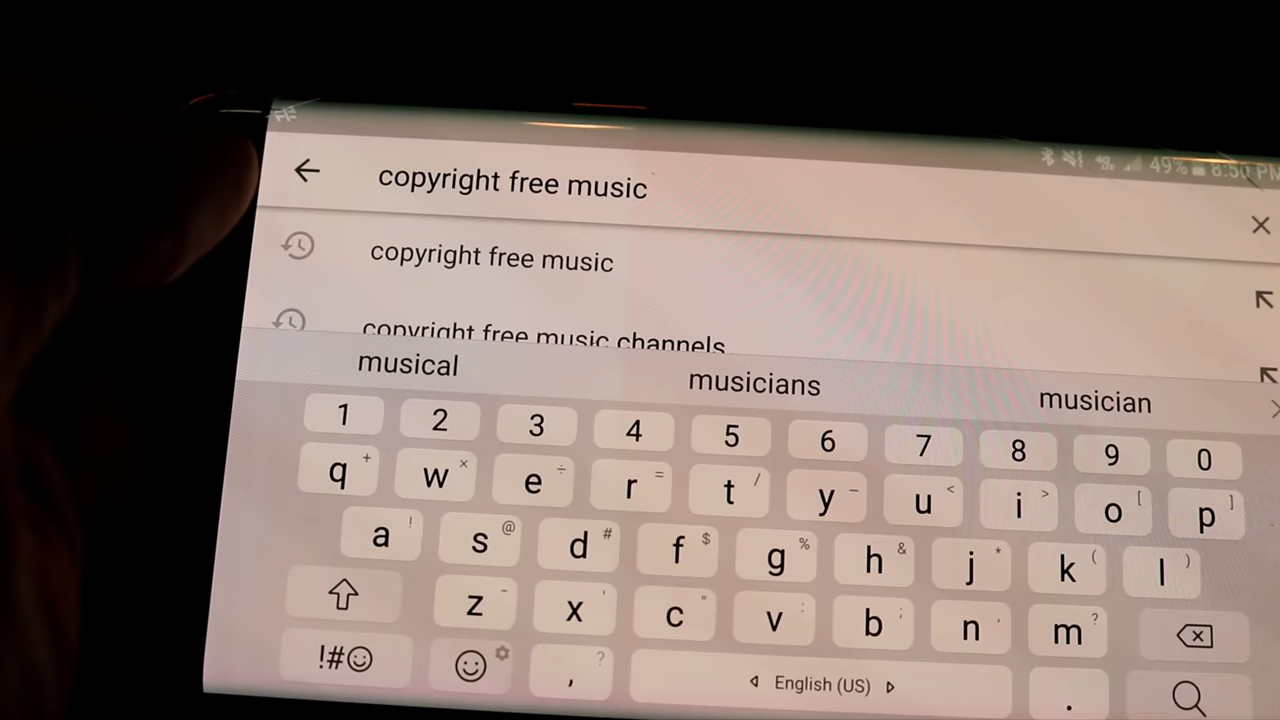 49% 8:50 PM
copyright free music
copyright free music
copyright free music channels
musical musicians musician
1 2 3 4 5 6 7 8 9 0
q + w × e ÷ r = t / y _ u < i > o [ p ]
a ! s @ d # f $ g % h & j * k ( l )
z - x ' c " v : b ; n , m ?
!#☺ , ? English (US) .